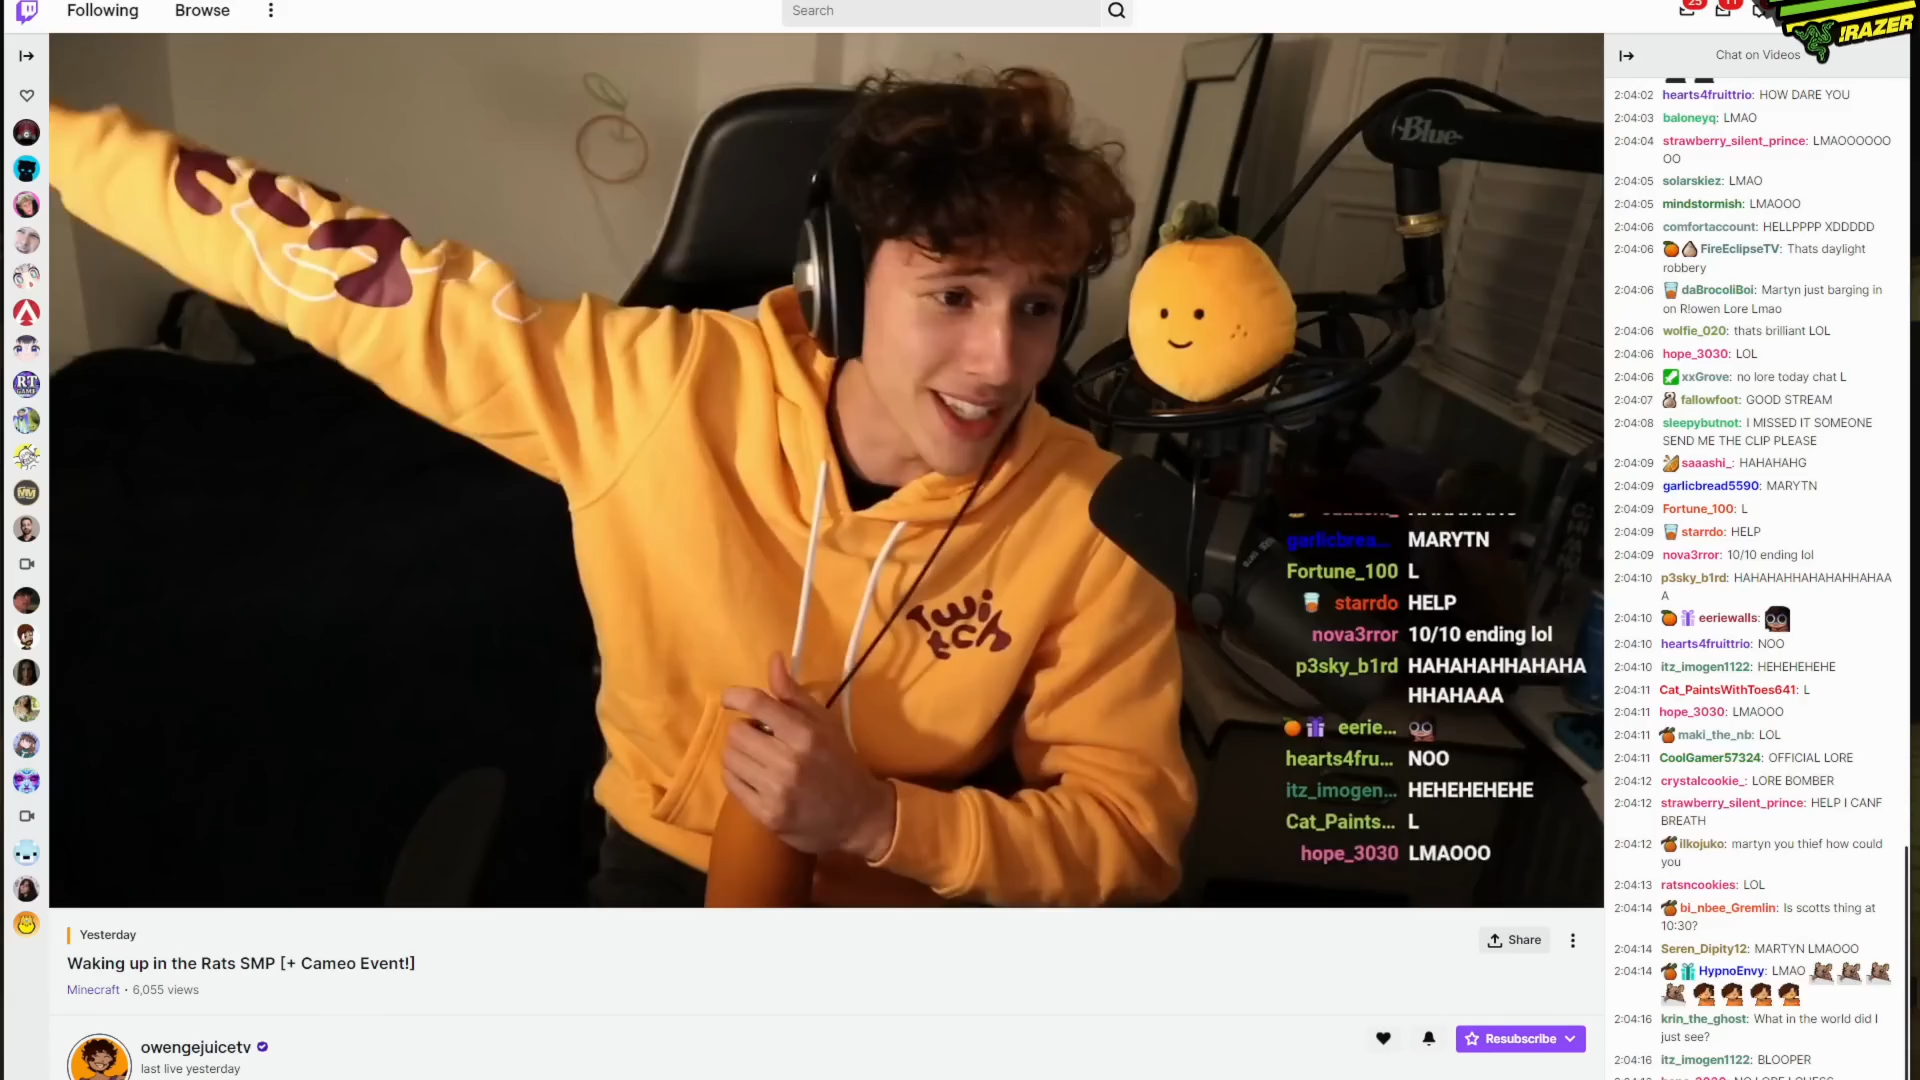 Following
Browse
Search
25
11
!RAZER
Chat on Videos
Blue
Twitch
garlicbrea... MARYTN
Fortune_100 L
starrdo HELP
nova3rror 10/10 ending lol
p3sky_b1rd HAHAHAHHAHAHA
HHAHAAA
eerie...
hearts4fru... NOO
itz_imogen... HEHEHEHEHE
Cat_Paints... L
hope_3030 LMAOOO
Yesterday
Share
Waking up in the Rats SMP [+ Cameo Event!]
Minecraft • 6,055 views
owengejuicetv
last live yesterday
Resubscribe
2:04:02 hearts4fruittrio: HOW DARE YOU
2:04:03 baloneyq: LMAO
2:04:04 strawberry_silent_prince: LMAOOOOOO
OO
2:04:05 solarskiez: LMAO
2:04:05 mindstormish: LMAOOO
2:04:06 comfortaccount: HELLPPPP XDDDDD
2:04:06 FireEclipseTV: Thats daylight
robbery
2:04:06 daBrocoliBoi: Martyn just barging in
on R!owen Lore Lmao
2:04:06 wolfie_020: thats brilliant LOL
2:04:06 hope_3030: LOL
2:04:06 xxGrove: no lore today chat L
2:04:07 fallowfoot: GOOD STREAM
2:04:08 sleepybutnot: I MISSED IT SOMEONE
SEND ME THE CLIP PLEASE
2:04:09 saaashi_: HAHAHAHG
2:04:09 garlicbread5590: MARYTN
2:04:09 Fortune_100: L
2:04:09 starrdo: HELP
2:04:09 nova3rror: 10/10 ending lol
2:04:10 p3sky_b1rd: HAHAHAHHAHAHAHHAHAA
A
2:04:10 eeriewalls:
2:04:10 hearts4fruittrio: NOO
2:04:10 itz_imogen1122: HEHEHEHEHE
2:04:11 Cat_PaintsWithToes641: L
2:04:11 hope_3030: LMAOOO
2:04:11 maki_the_nb: LOL
2:04:11 CoolGamer57324: OFFICIAL LORE
2:04:12 crystalcookie_: LORE BOMBER
2:04:12 strawberry_silent_prince: HELP I CANF
BREATH
2:04:12 ilkojuko: martyn you thief how could
you
2:04:13 ratsncookies: LOL
2:04:14 bi_nbee_Gremlin: Is scotts thing at
10:30?
2:04:14 Seren_Dipity12: MARTYN LMAOOO
2:04:14 HypnoEnvy: LMAO
2:04:16 krin_the_ghost: What in the world did I
just see?
2:04:16 itz_imogen1122: BLOOPER